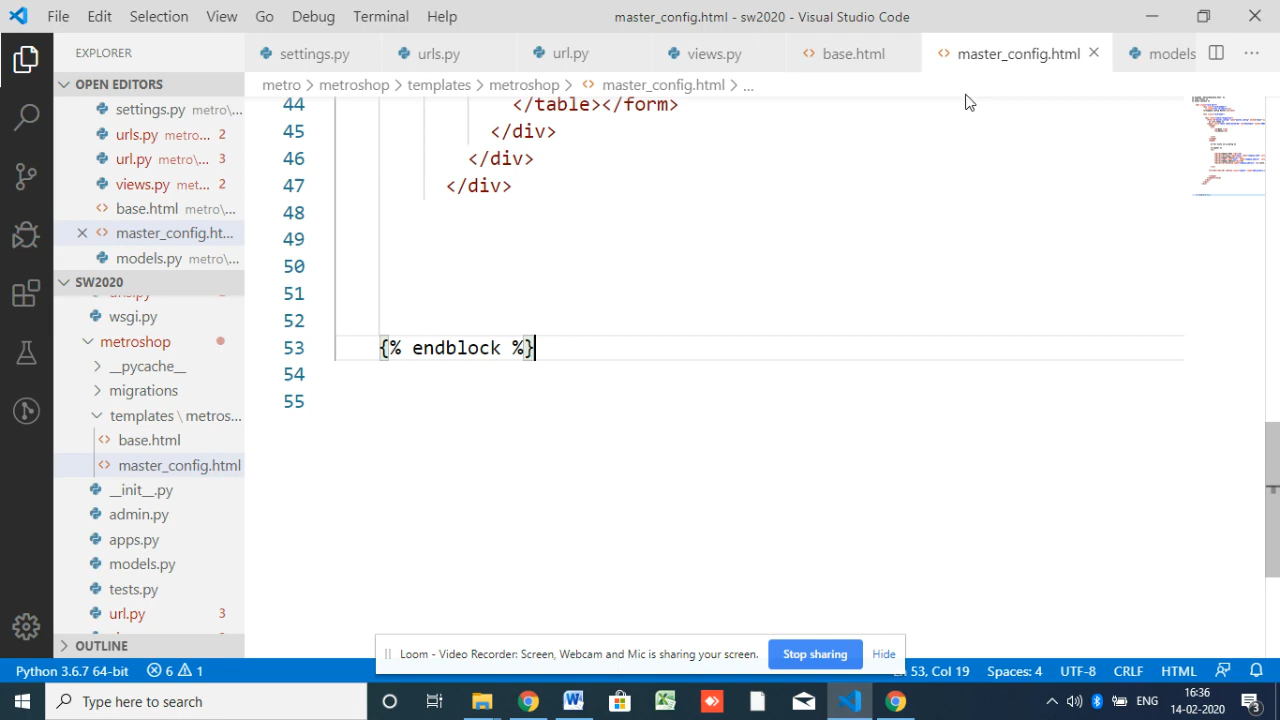 File Edit Selection View Go Debug Terminal Help master_config.html - sw2020 - Visual Studio Code
EXPLORER
settings.py urls.py url.py views.py base.html master_config.html models
OPEN EDITORS
metro > metroshop > templates > metroshop > master_config.html > ...
settings.py metro\...
urls.py metro... 2
url.py metro\... 3
views.py met... 2
base.html metro\...
master_config.ht...
models.py metro\...
SW2020
wsgi.py
metroshop
__pycache__
migrations
templates \ metros...
base.html
master_config.html
__init__.py
admin.py
apps.py
models.py
tests.py
url.py 3
OUTLINE
44 </table></form>
45 </div>
46 </div>
47 </div>
48
49
50
51
52
53 {% endblock %}
54
55
Loom - Video Recorder: Screen, Webcam and Mic is sharing your screen. Stop sharing Hide
Python 3.6.7 64-bit 6 1 Ln 53, Col 19 Spaces: 4 UTF-8 CRLF HTML
Type here to search
ENG
16:36
14-02-2020
3